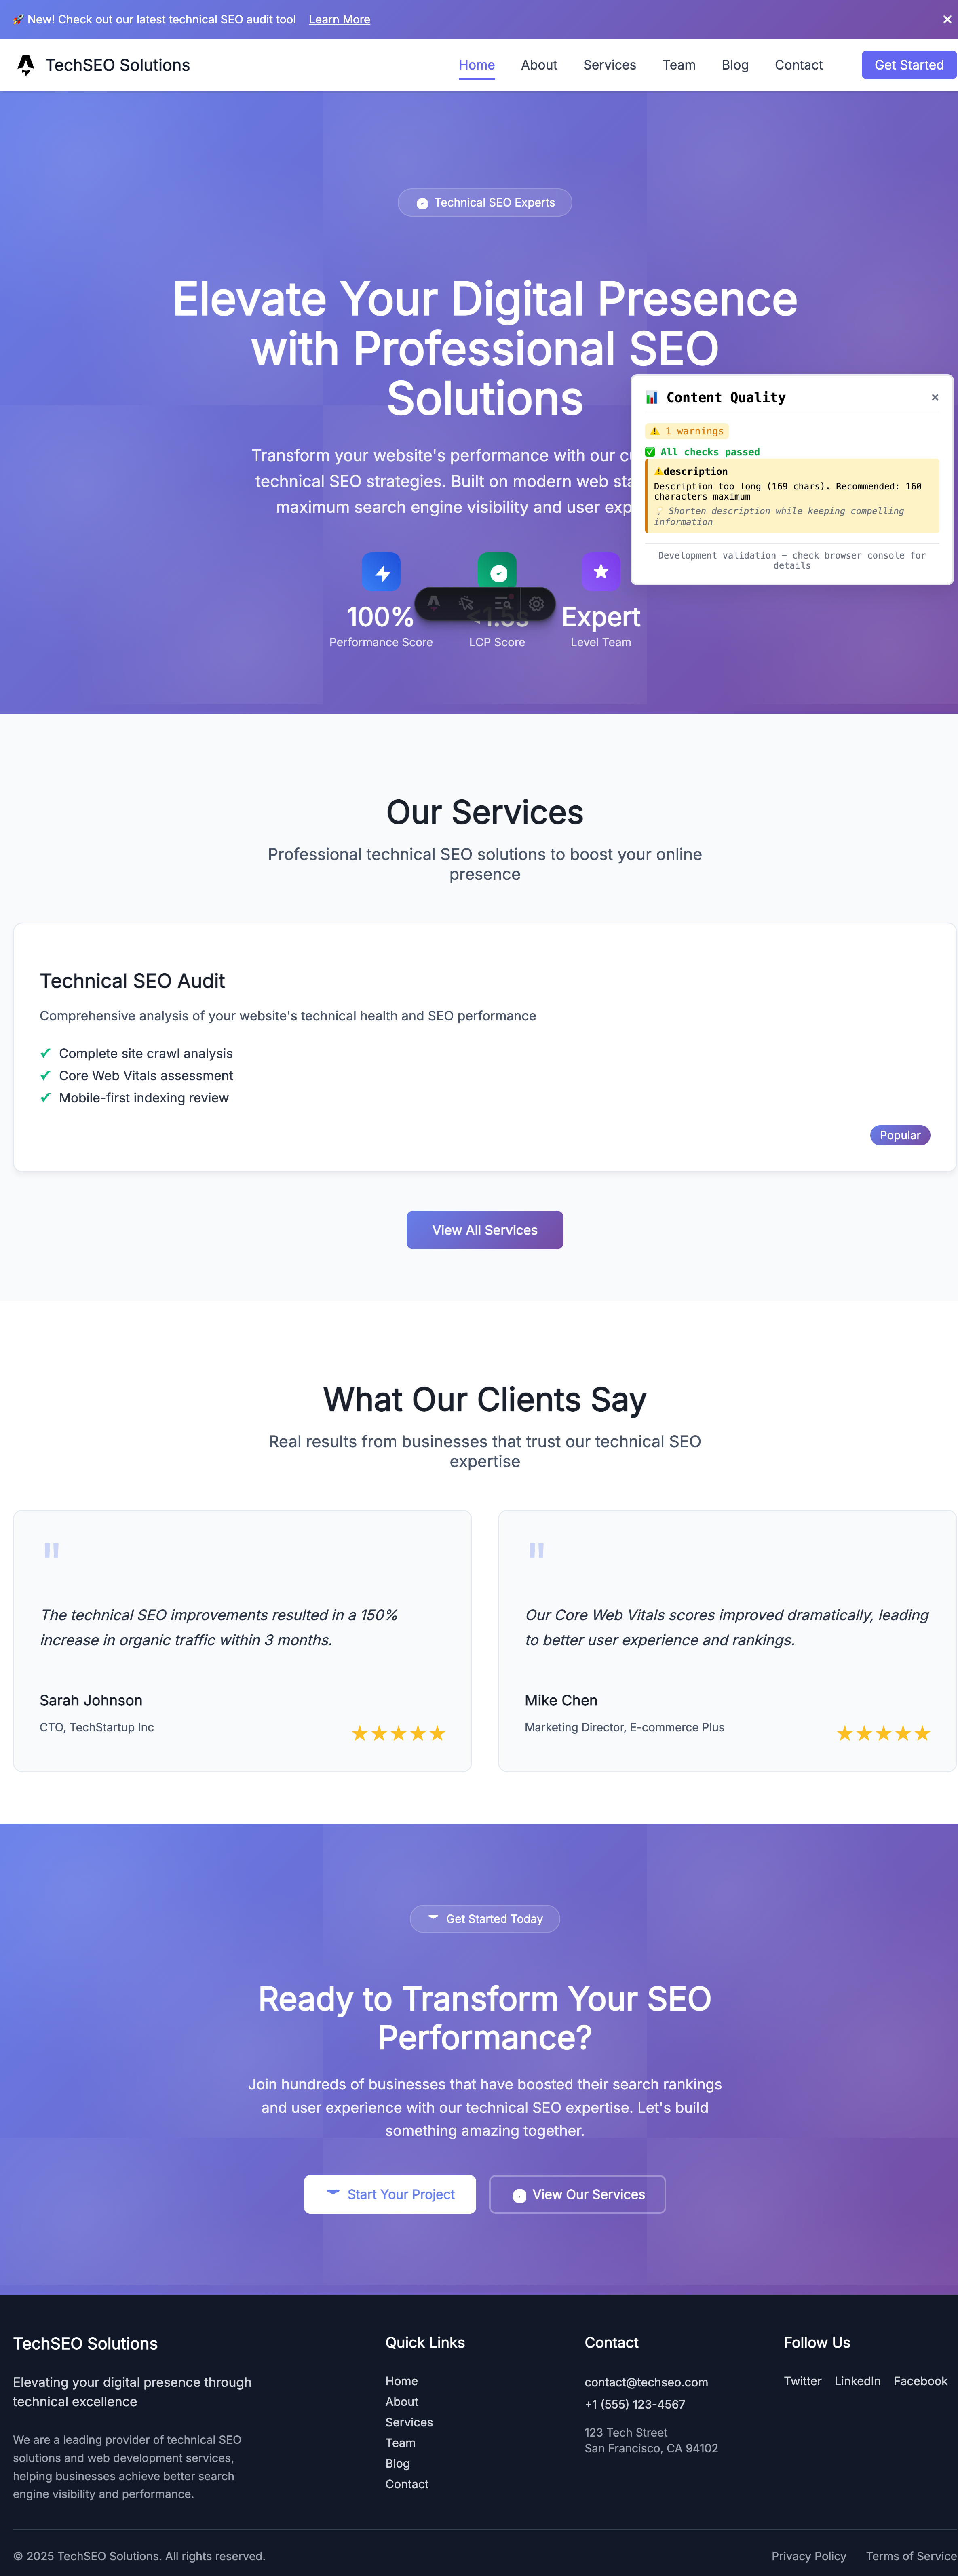 🚀 New! Check out our latest technical SEO audit tool Learn More ✕
TechSEO Solutions Home About Services Team Blog Contact Get Started
Technical SEO Experts
Elevate Your Digital Presence
with Professional SEO
Solutions
Transform your website's performance with our
technical SEO strategies. Built on modern web
maximum search engine visibility and user
📊 Content Quality ×
⚠️ 1 warnings
✅ All checks passed
⚠️description
Description too long (169 chars). Recommended: 160
characters maximum
Shorten description while keeping compelling
information
Development validation – check browser console for
details
100% <1.5s Expert
Performance Score LCP Score Level Team
Our Services
Professional technical SEO solutions to boost your online
presence
Technical SEO Audit
Comprehensive analysis of your website's technical health and SEO performance
✓ Complete site crawl analysis
✓ Core Web Vitals assessment
✓ Mobile-first indexing review
Popular
View All Services
What Our Clients Say
Real results from businesses that trust our technical SEO
expertise
"
The technical SEO improvements resulted in a 150%
increase in organic traffic within 3 months.
Sarah Johnson
CTO, TechStartup Inc
★★★★★
"
Our Core Web Vitals scores improved dramatically, leading
to better user experience and rankings.
Mike Chen
Marketing Director, E-commerce Plus
★★★★★
Get Started Today
Ready to Transform Your SEO
Performance?
Join hundreds of businesses that have boosted their search rankings
and user experience with our technical SEO expertise. Let's build
something amazing together.
Start Your Project
View Our Services
TechSEO Solutions
Elevating your digital presence through
technical excellence
We are a leading provider of technical SEO
solutions and web development services,
helping businesses achieve better search
engine visibility and performance.
Quick Links
Home
About
Services
Team
Blog
Contact
Contact
contact@techseo.com
+1 (555) 123-4567
123 Tech Street
San Francisco, CA 94102
Follow Us
Twitter LinkedIn Facebook
© 2025 TechSEO Solutions. All rights reserved.
Privacy Policy Terms of Service